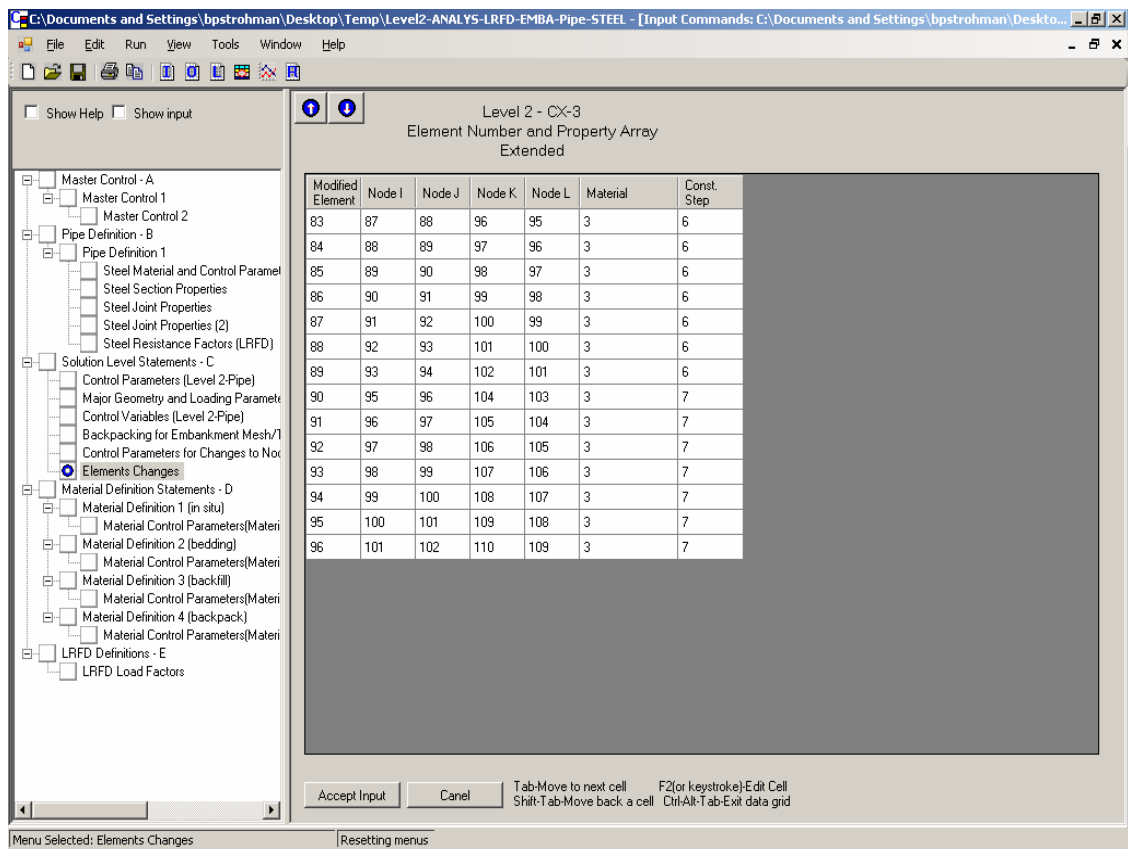 C:\Documents and Settings\bpstrohman\Desktop\Temp\Level2-ANALYS-LRFD-EMBA-Pipe-STEEL - [Input Commands: C:\Documents and Settings\bpstrohman\Deskto...
File Edit Run View Tools Window Help
Show Help Show input
Master Control - A
Master Control 1
Master Control 2
Pipe Definition - B
Pipe Definition 1
Steel Material and Control Paramet
Steel Section Properties
Steel Joint Properties
Steel Joint Properties (2)
Steel Resistance Factors (LRFD)
Solution Level Statements - C
Control Parameters (Level 2-Pipe)
Major Geometry and Loading Paramete
Control Variables (Level 2-Pipe)
Backpacking for Embankment Mesh/T
Control Parameters for Changes to Noc
Elements Changes
Material Definition Statements - D
Material Definition 1 (in situ)
Material Control Parameters(Materi
Material Definition 2 (bedding)
Material Control Parameters(Materi
Material Definition 3 (backfill)
Material Control Parameters(Materi
Material Definition 4 (backpack)
Material Control Parameters(Materi
LRFD Definitions - E
LRFD Load Factors
Level 2 - CX-3
Element Number and Property Array
Extended
Modified Element Node I Node J Node K Node L Material Const. Step
83 87 88 96 95 3 6
84 88 89 97 96 3 6
85 89 90 98 97 3 6
86 90 91 99 98 3 6
87 91 92 100 99 3 6
88 92 93 101 100 3 6
89 93 94 102 101 3 6
90 95 96 104 103 3 7
91 96 97 105 104 3 7
92 97 98 106 105 3 7
93 98 99 107 106 3 7
94 99 100 108 107 3 7
95 100 101 109 108 3 7
96 101 102 110 109 3 7
Accept Input Canel
Tab-Move to next cell F2(or keystroke)-Edit Cell
Shift-Tab-Move back a cell Ctrl-Alt-Tab-Exit data grid
Menu Selected: Elements Changes Resetting menus